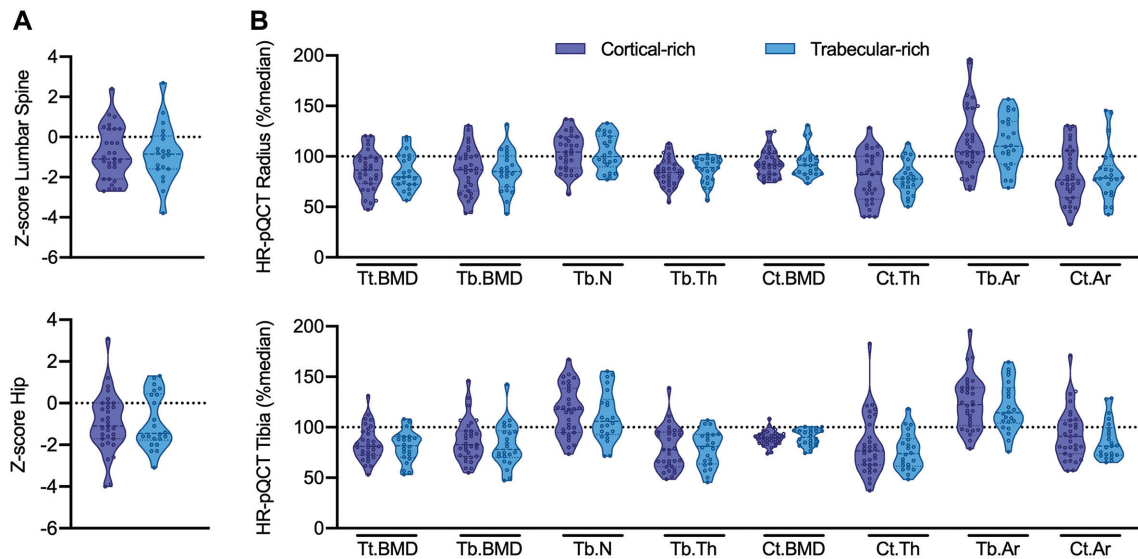 A
Z-score Lumbar Spine
4
2
0
-2
-4
-6
Z-score Hip
4
2
0
-2
-4
-6
B
Cortical-rich
Trabecular-rich
HR-pQCT Radius (%median)
200
150
100
50
0
Tt.BMD Tb.BMD Tb.N Tb.Th Ct.BMD Ct.Th Tb.Ar Ct.Ar
HR-pQCT Tibia (%median)
200
150
100
50
0
Tt.BMD Tb.BMD Tb.N Tb.Th Ct.BMD Ct.Th Tb.Ar Ct.Ar